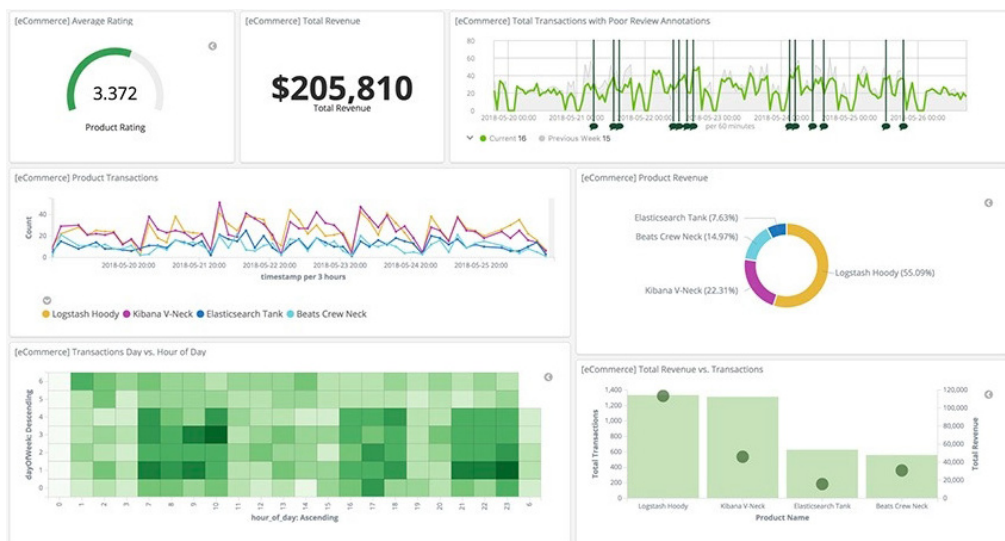 [eCommerce] Average Rating
3.372
Product Rating
[eCommerce] Total Revenue
$205,810
Total Revenue
[eCommerce] Total Transactions with Poor Review Annotations
80
60
40
20
0
2018-05-20 00:00
2018-05-21 00:00
2018-05-22 00:00
2018-05-23 00:00
2018-05-24 00:00
2018-05-25 00:00
2018-05-26 00:00
per 60 minutes
Current 16 Previous Week 15
[eCommerce] Product Transactions
Count
40
20
0
2018-05-20 20:00
2018-05-21 20:00
2018-05-22 20:00
2018-05-23 20:00
2018-05-24 20:00
2018-05-25 20:00
timestamp per 3 hours
Logstash Hoody Kibana V-Neck Elasticsearch Tank Beats Crew Neck
[eCommerce] Product Revenue
Elasticsearch Tank (7.63%)
Beats Crew Neck (14.97%)
Logstash Hoody (55.09%)
Kibana V-Neck (22.31%)
[eCommerce] Transactions Day vs. Hour of Day
dayOfWeek: Descending
6
5
4
3
2
1
0
0 1 2 3 7 8 9 10 11 12 13 14 15 16 17 18 19 20 21 22 23 6
hour_of_day: Ascending
[eCommerce] Total Revenue vs. Transactions
Total Transactions
1,400
1,200
1,000
800
600
400
200
0
120,000
100,000
80,000
60,000
40,000
20,000
0
Total Revenue
Logstash Hoody
Kibana V Neck
Elasticsearch Tank
Beats Crew Neck
Product Name